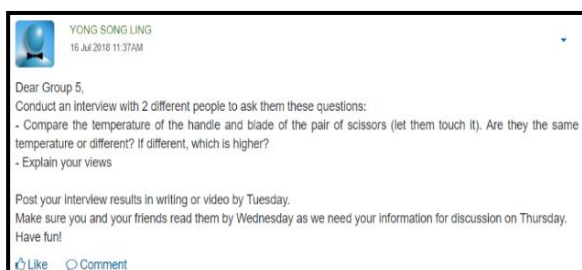 YONG SONG LING
16 Jul 2018 11:37AM
Dear Group 5,
Conduct an interview with 2 different people to ask them these questions:
- Compare the temperature of the handle and blade of the pair of scissors (let them touch it). Are they the same
temperature or different? If different, which is higher?
- Explain your views
Post your interview results in writing or video by Tuesday.
Make sure you and your friends read them by Wednesday as we need your information for discussion on Thursday.
Have fun!
Like Comment